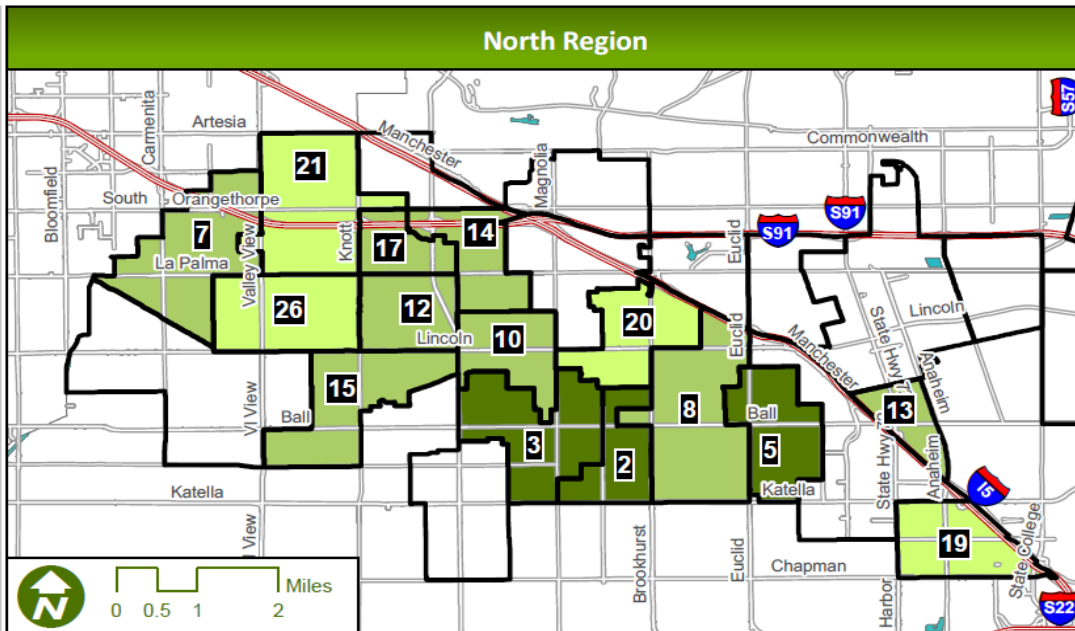 North Region
Artesia
Carmenita
Bloomfield
Manchester
Magnolia
Commonwealth
S57
21
South
Orangethorpe
7
La Palma
Valley View
Knott
17
14
Euclid
S91
S91
26
12
Lincoln
10
20
Euclid
Manchester
State Hwy
Lincoln
Anaheim
15
Ball
Vl View
3
2
8
Ball
5
13
State Hwy
Anaheim
I5
Katella
Katella
19
State College
Brookhurst
Euclid
Chapman
Harbor
S22
l View
N
0 0.5 1 2 Miles